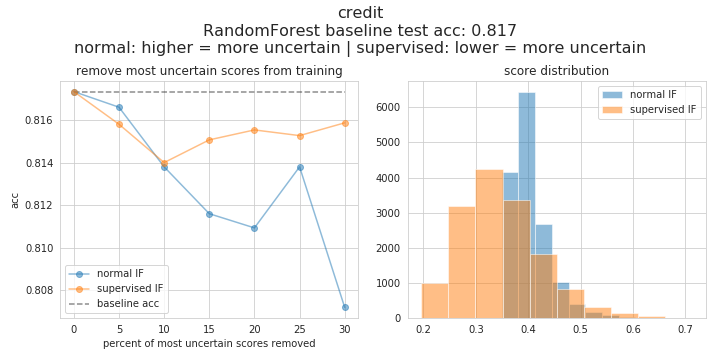 credit
RandomForest baseline test acc: 0.817
normal: higher = more uncertain | supervised: lower = more uncertain
remove most uncertain scores from training
0.816
0.814
0.812
0.810
0.808
acc
normal IF
supervised IF
baseline acc
0
5
10
15
20
25
30
percent of most uncertain scores removed
score distribution
6000
5000
4000
3000
2000
1000
0
normal IF
supervised IF
0.2
0.3
0.4
0.5
0.6
0.7